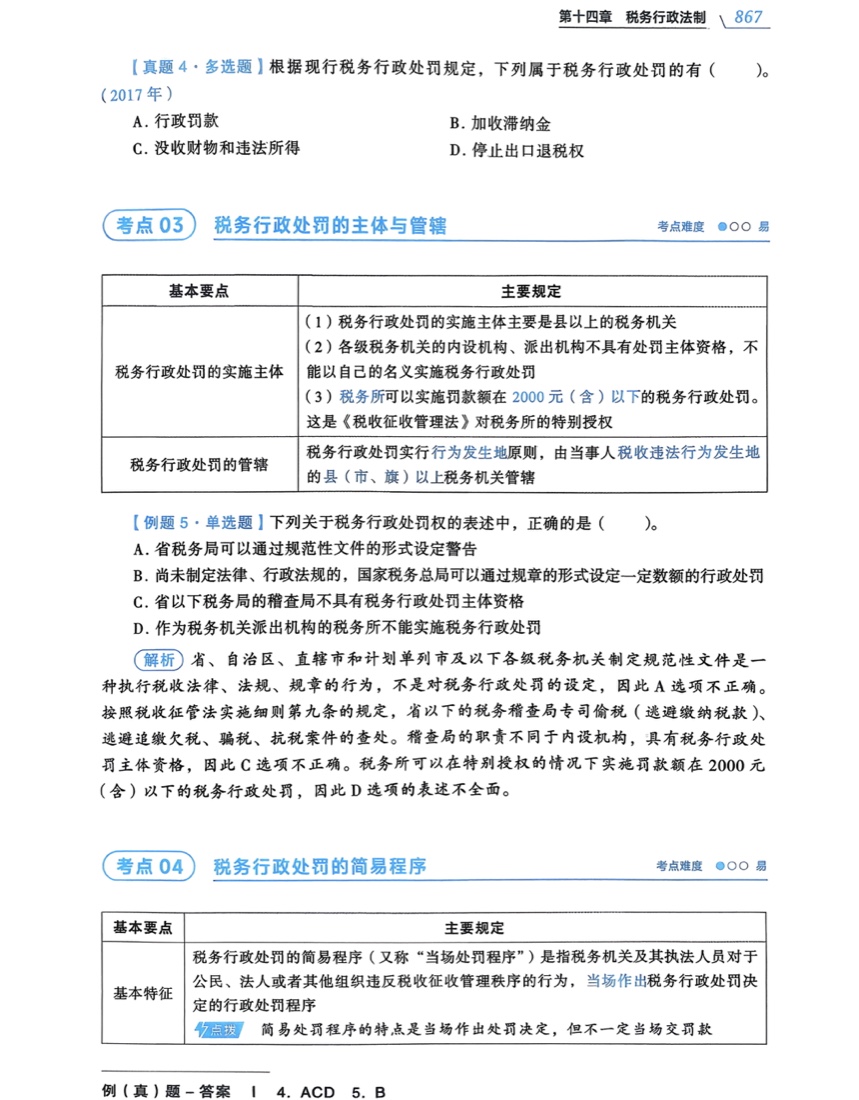 第十四章 税务行政法制 867
【真题 4·多选题】根据现行税务行政处罚规定，下列属于税务行政处罚的有（ ）。
（2017 年）
A. 行政罚款 B. 加收滞纳金
C. 没收财物和违法所得 D. 停止出口退税权
考点 03 税务行政处罚的主体与管辖 考点难度 易
基本要点 主要规定
税务行政处罚的实施主体
（1）税务行政处罚的实施主体主要是县以上的税务机关
（2）各级税务机关的内设机构、派出机构不具有处罚主体资格，不
能以自己的名义实施税务行政处罚
（3）税务所可以实施罚款额在 2000 元（含）以下的税务行政处罚。
这是《税收征收管理法》对税务所的特别授权
税务行政处罚的管辖
税务行政处罚实行行为发生地原则，由当事人税收违法行为发生地
的县（市、旗）以上税务机关管辖
【例题 5·单选题】下列关于税务行政处罚权的表述中，正确的是（ ）。
A. 省税务局可以通过规范性文件的形式设定警告
B. 尚未制定法律、行政法规的，国家税务总局可以通过规章的形式设定一定数额的行政处罚
C. 省以下税务局的稽查局不具有税务行政处罚主体资格
D. 作为税务机关派出机构的税务所不能实施税务行政处罚
解析 省、自治区、直辖市和计划单列市及以下各级税务机关制定规范性文件是一
种执行税收法律、法规、规章的行为，不是对税务行政处罚的设定，因此 A 选项不正确。
按照税收征管法实施细则第九条的规定，省以下的税务稽查局专司偷税（逃避缴纳税款）、
逃避追缴欠税、骗税、抗税案件的查处。稽查局的职责不同于内设机构，具有税务行政处
罚主体资格，因此 C 选项不正确。税务所可以在特别授权的情况下实施罚款额在 2000 元
（含）以下的税务行政处罚，因此 D 选项的表述不全面。
考点 04 税务行政处罚的简易程序 考点难度 易
基本要点 主要规定
基本特征
税务行政处罚的简易程序（又称“当场处罚程序”）是指税务机关及其执法人员对于
公民、法人或者其他组织违反税收征收管理秩序的行为，当场作出税务行政处罚决
定的行政处罚程序
点拨 简易处罚程序的特点是当场作出处罚决定，但不一定当场交罚款
例（真）题－答案 | 4. ACD 5. B